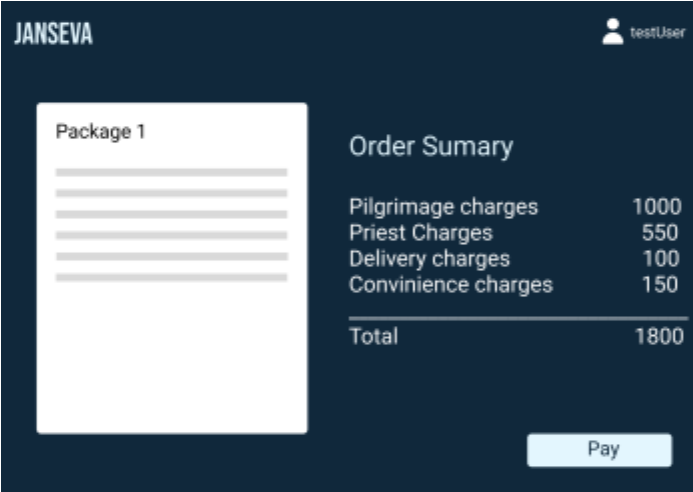 JANSEVA
testUser
Package 1
Order Sumary
Pilgrimage charges 1000
Priest Charges 550
Delivery charges 100
Convinience charges 150
Total 1800
Pay